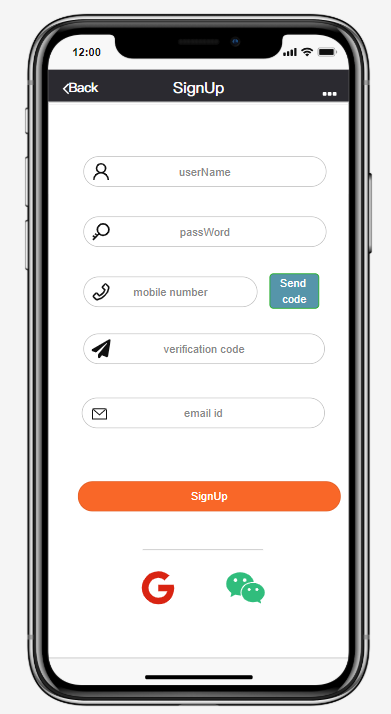 12:00
Back
SignUp
userName
passWord
mobile number
Send
code
verification code
email id
SignUp